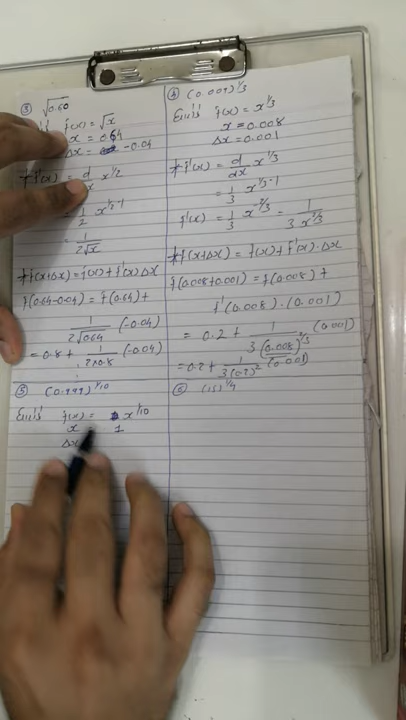 ③ √0.60
f(x) = √x
x = 0.64
Δx = -0.04
f'(x) = d x^1/2
1/2 x^1/2-1
= 1/2√x
f(x+Δx) = f(x) + f'(x) Δx
f(0.64-0.04) = f(0.64) +
1/2√0.64 (-0.04)
= 0.8 + 1/2×0.8 (-0.04)
④ (0.009)^1/3
f(x) = x^1/3
x = 0.008
Δx = 0.001
f'(x) = d/dx x^1/3
= 1/3 x^1/3-1
f'(x) = 1/3 x^-2/3 = 1/3 x^2/3
f(x+Δx) = f(x) + f'(x) · Δx
f(0.008+0.001) = f(0.008) +
f'(0.008) · (0.001)
= 0.2 + 1/3(0.008)^2/3 (0.001)
= 0.2 + 1/3(0.2)² (0.001)
⑤ (0.999)^1/10
f(x) = x^1/10
x 1
Δx
⑥ (15)^1/4